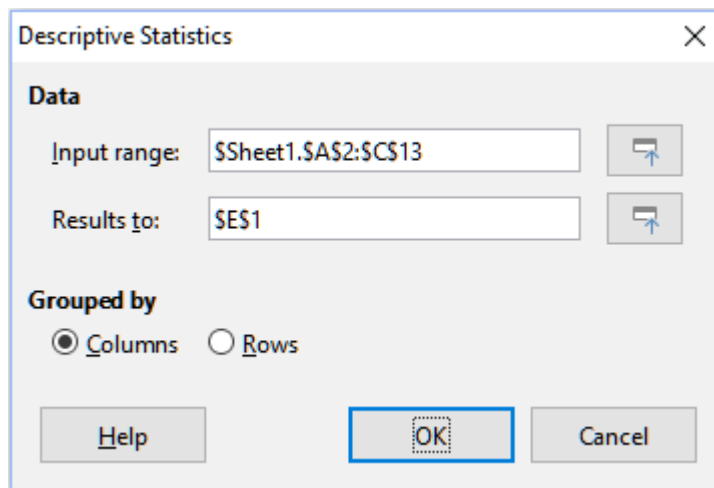 Descriptive Statistics
Data
Input range: $Sheet1.$A$2:$C$13
Results to: $E$1
Grouped by
Columns Rows
Help OK Cancel